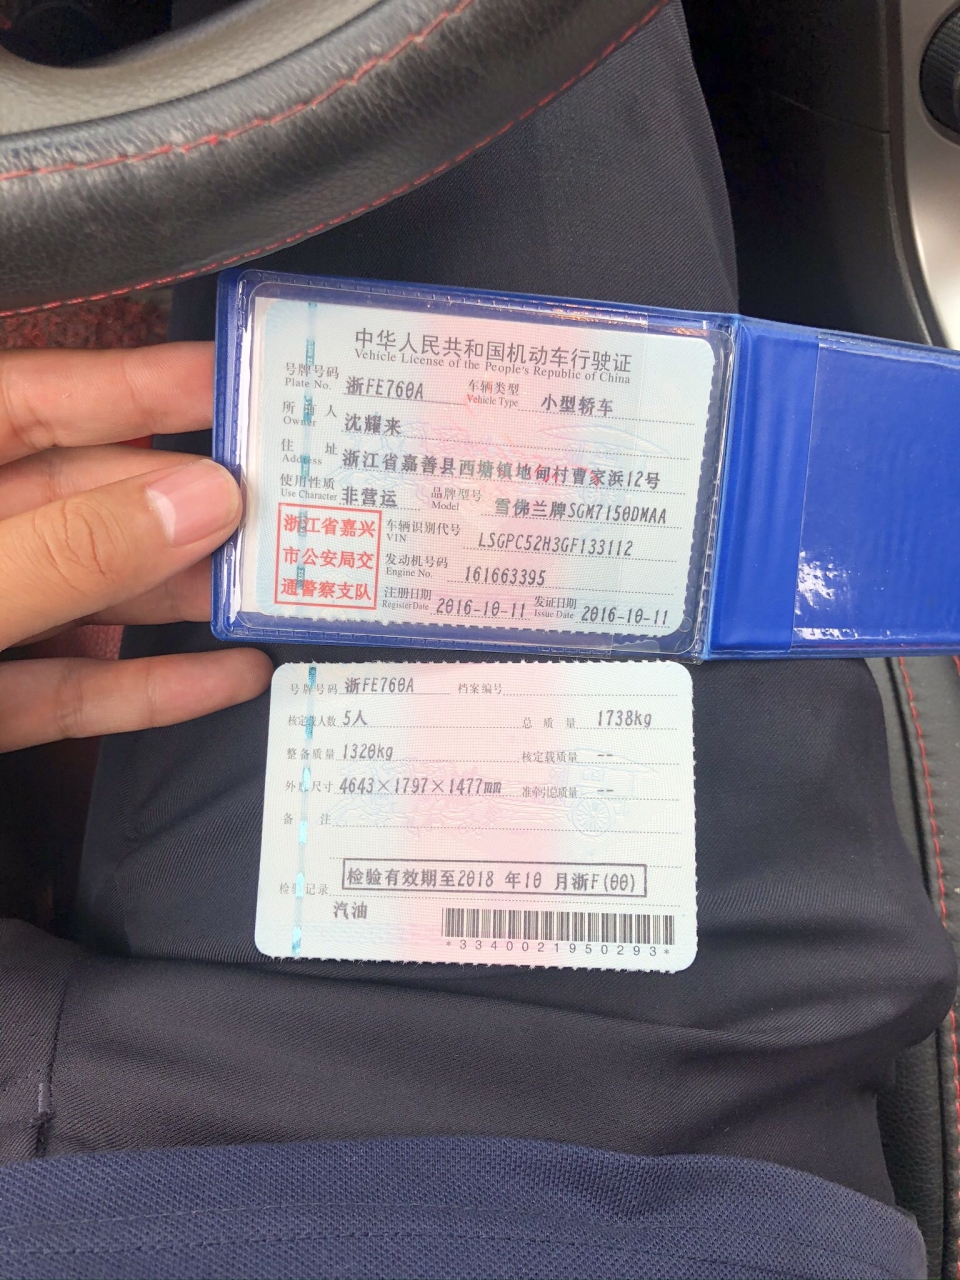 中华人民共和国机动车行驶证
Vehicle License of the People's Republic of China
号牌号码 浙FE760A 车辆类型 小型轿车
Plate No. Vehicle Type
所有人 沈耀来
Owner
住址 浙江省嘉善县西塘镇地甸村曹家浜12号
Address
使用性质 非营运 品牌型号 雪佛兰牌SGM7150DMAA
Use Character Model
浙江省嘉兴
市公安局交
通警察支队
车辆识别代号 LSGPC52H3GF133112
VIN
发动机号码 161663395
Engine No.
注册日期 2016-10-11 发证日期 2016-10-11
Register Date Issue Date
号牌号码 浙FE760A 档案编号
核定载人数 5人 总质量 1738kg
整备质量 1320kg 核定载质量 --
外廓尺寸 4643×1797×1477mm 准牵引总质量 --
备注
检验记录 检验有效期至2018 年10 月浙F(00)
汽油
*3340021950293*